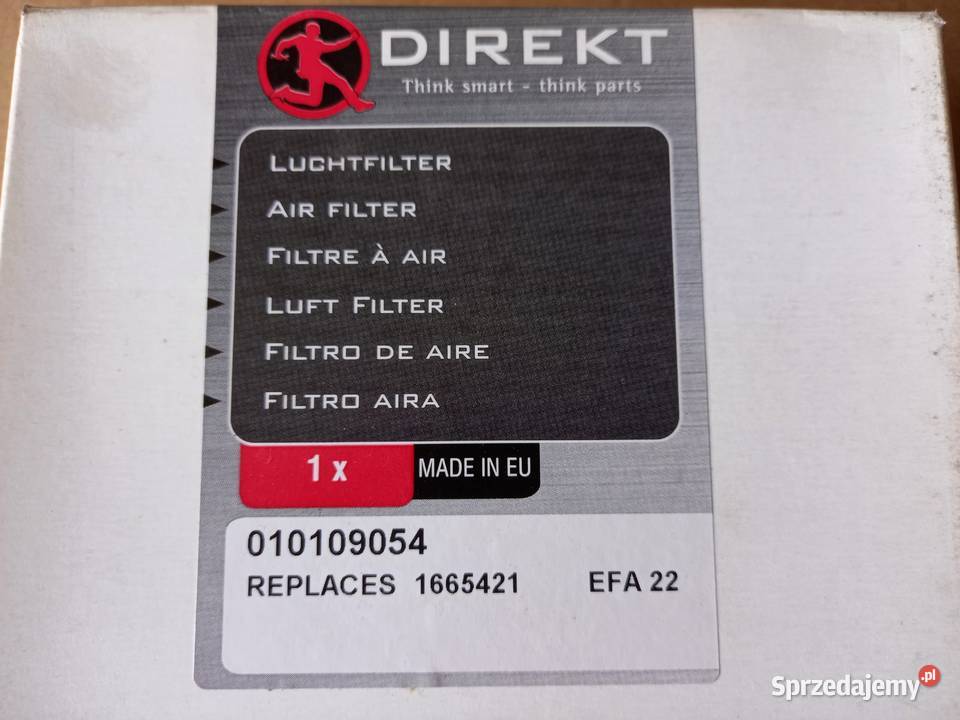 DIREKT
Think smart - think parts
LUCHTFILTER
AIR FILTER
FILTRE À AIR
LUFT FILTER
FILTRO DE AIRE
FILTRO AIRA
1 x
MADE IN EU
010109054
REPLACES 1665421 EFA 22
Sprzedajemy.pl